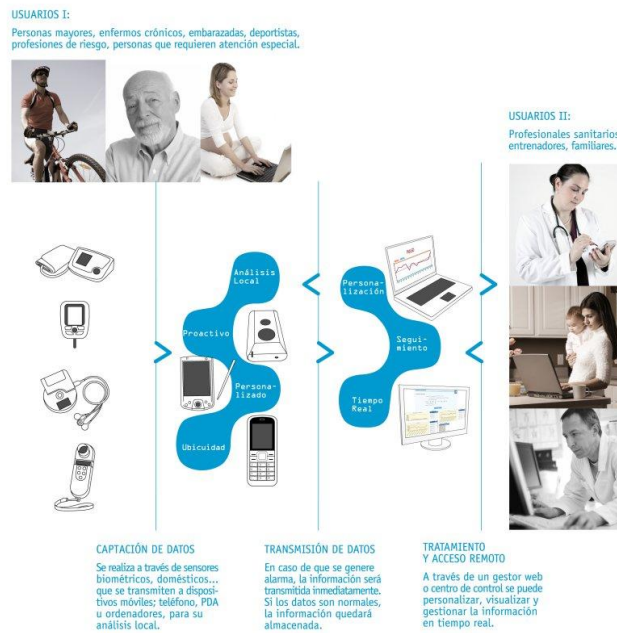 USUARIOS I:
Personas mayores, enfermos crónicos, embarazadas, deportistas,
profesiones de riesgo, personas que requieren atención especial.
USUARIOS II:
Profesionales sanitarios
entrenadores, familiares.
Análisis
Local
Proactivo
Persona-
lizado
Ubicuidad
Persona-
lización
Segui-
miento
Tiempo
Real
CAPTACIÓN DE DATOS
Se realiza a través de sensores
biométricos, domésticos...
que se transmiten a disposi-
tivos móviles; teléfono, PDA
u ordenadores, para su
análisis local.
TRANSMISIÓN DE DATOS
En caso de que se genere
alarma, la información será
transmitida inmediatamente.
Si los datos son normales,
la información quedará
almacenada.
TRATAMIENTO
Y ACCESO REMOTO
A través de un gestor web
o centro de control se puede
personalizar, visualizar y
gestionar la información
en tiempo real.